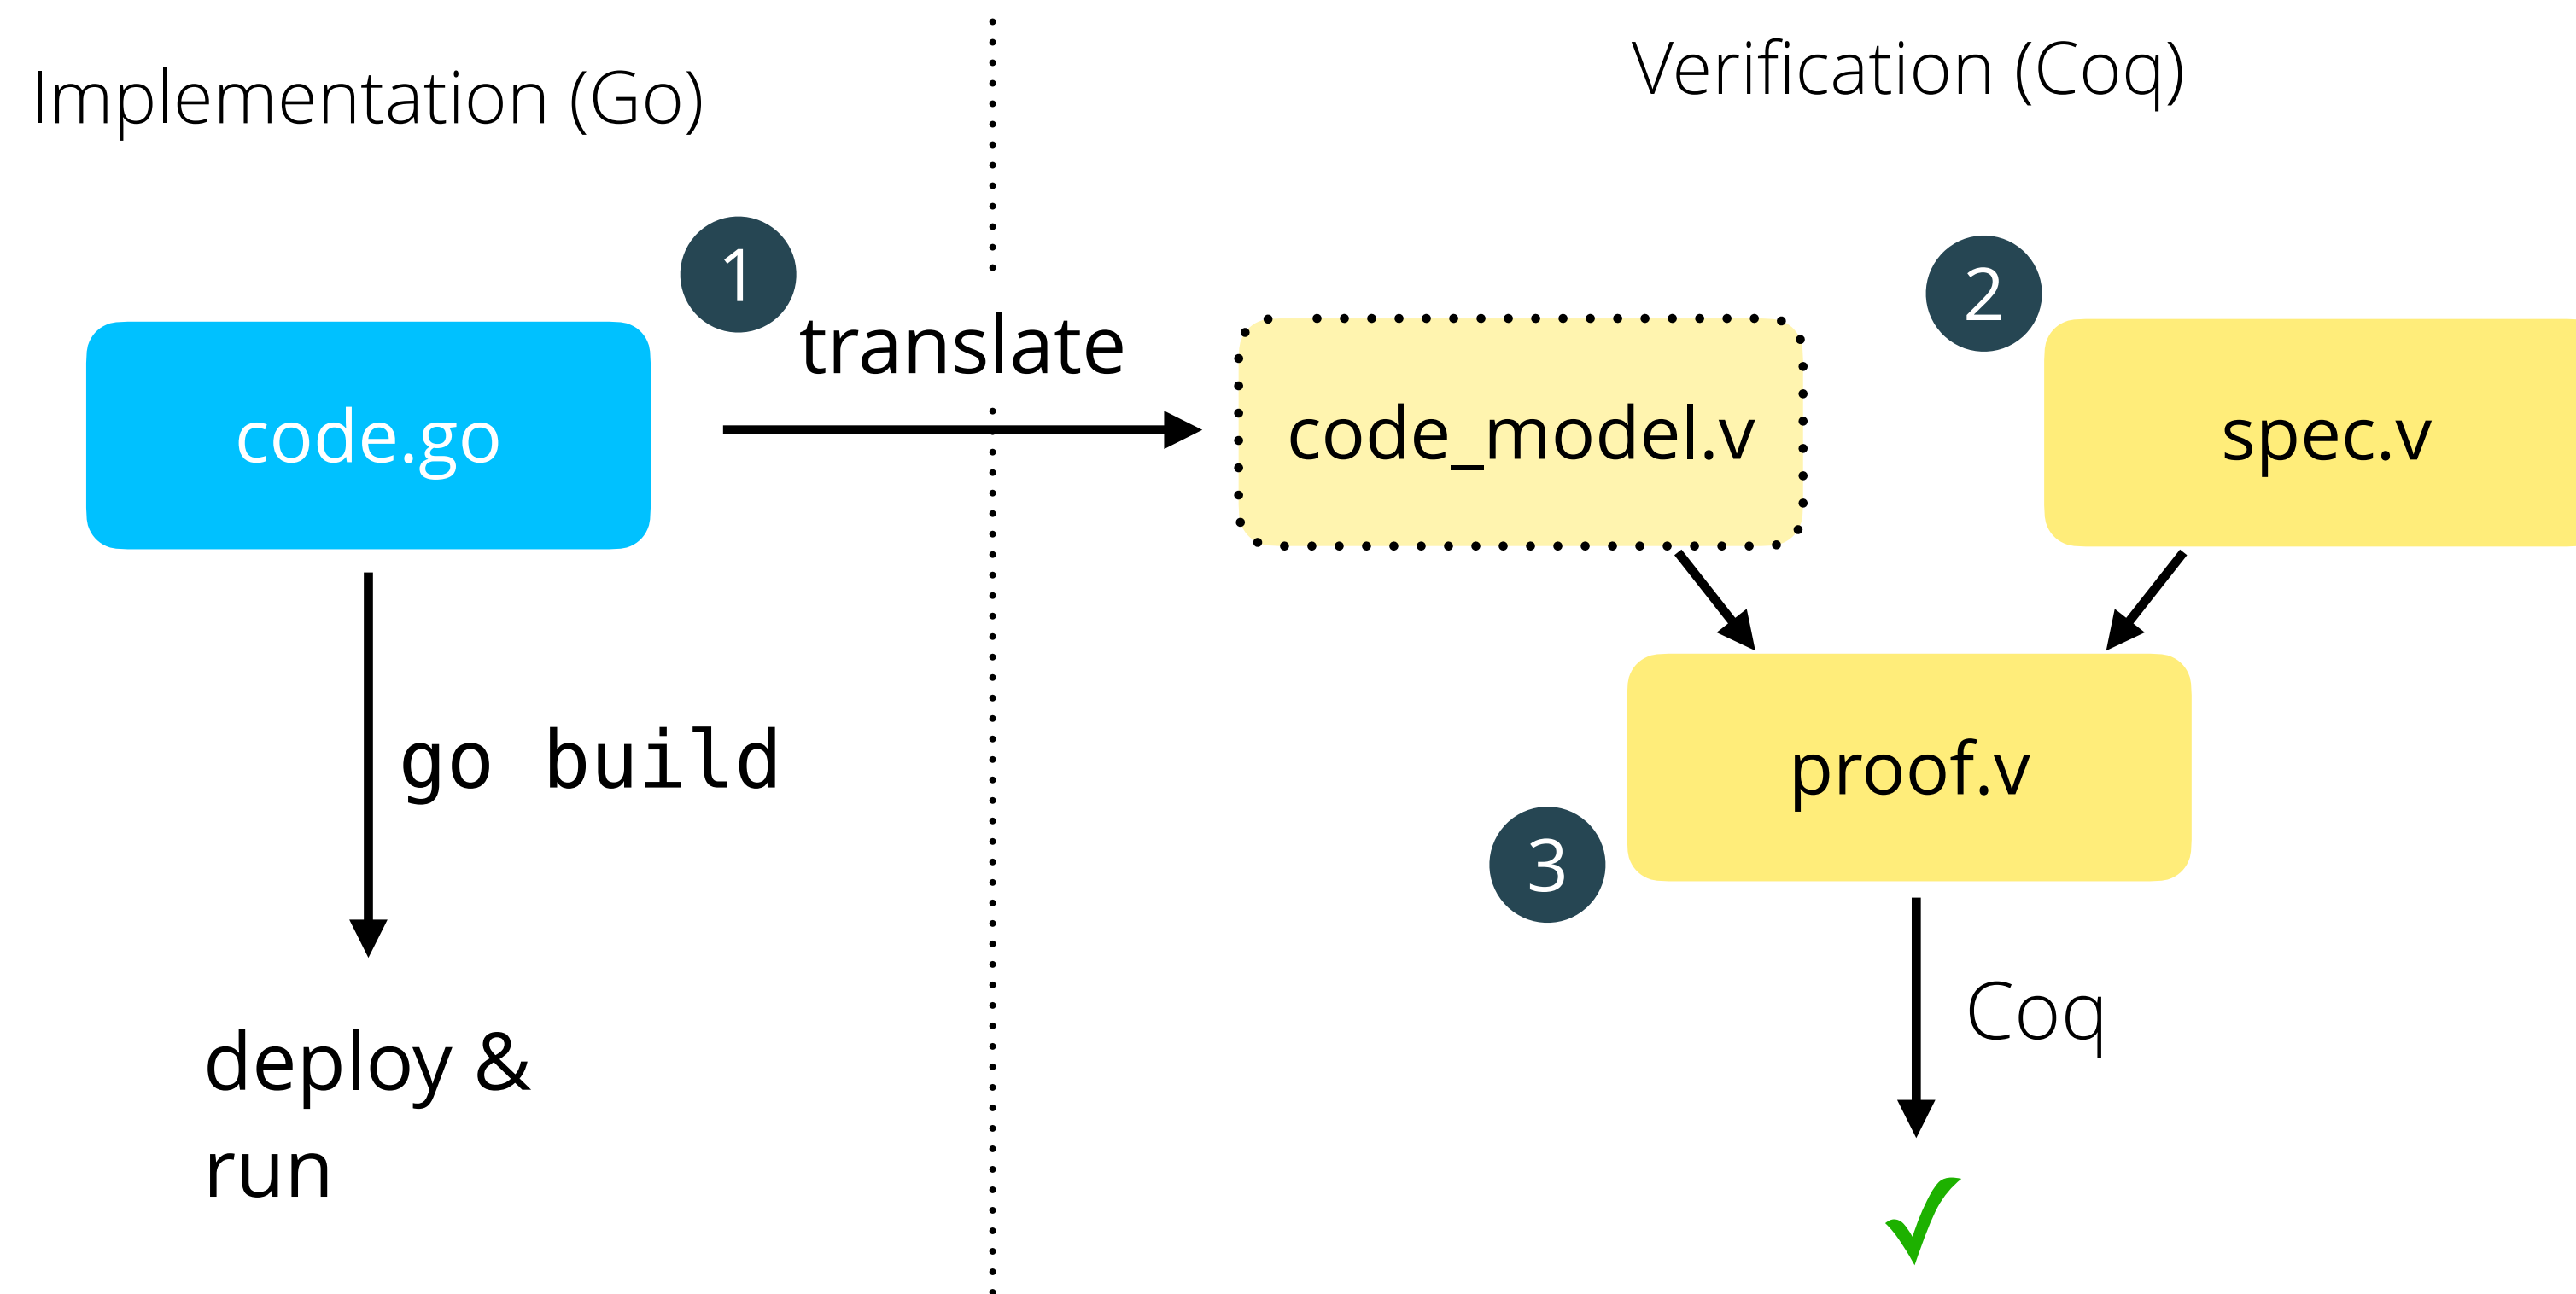 Implementation (Go)
Verification (Coq)
1
translate
2
code.go
code_model.v
spec.v
go build
proof.v
3
deploy &
run
Coq